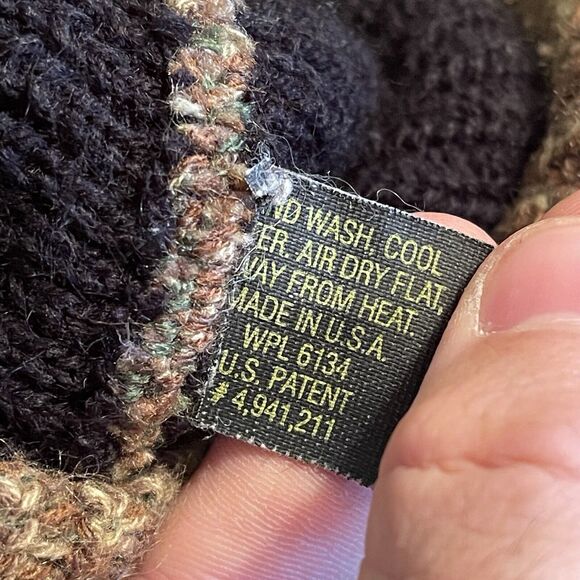 ND WASH. COOL
ER. AIR DRY FLAT,
WAY FROM HEAT.
MADE IN U.S.A.
WPL 6134
U.S. PATENT
# 4,941,211